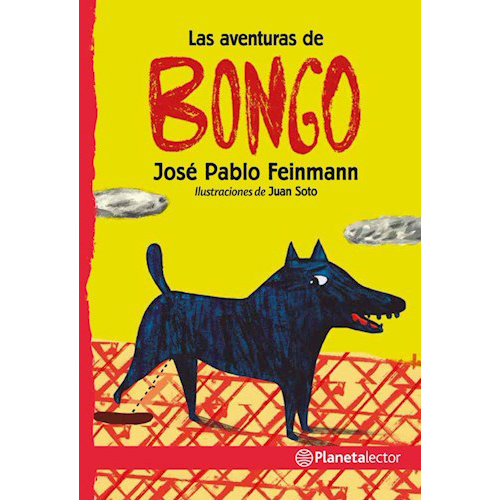 Las aventuras de
BONGO
José Pablo Feinmann
Ilustraciones de Juan Soto
Planetalector